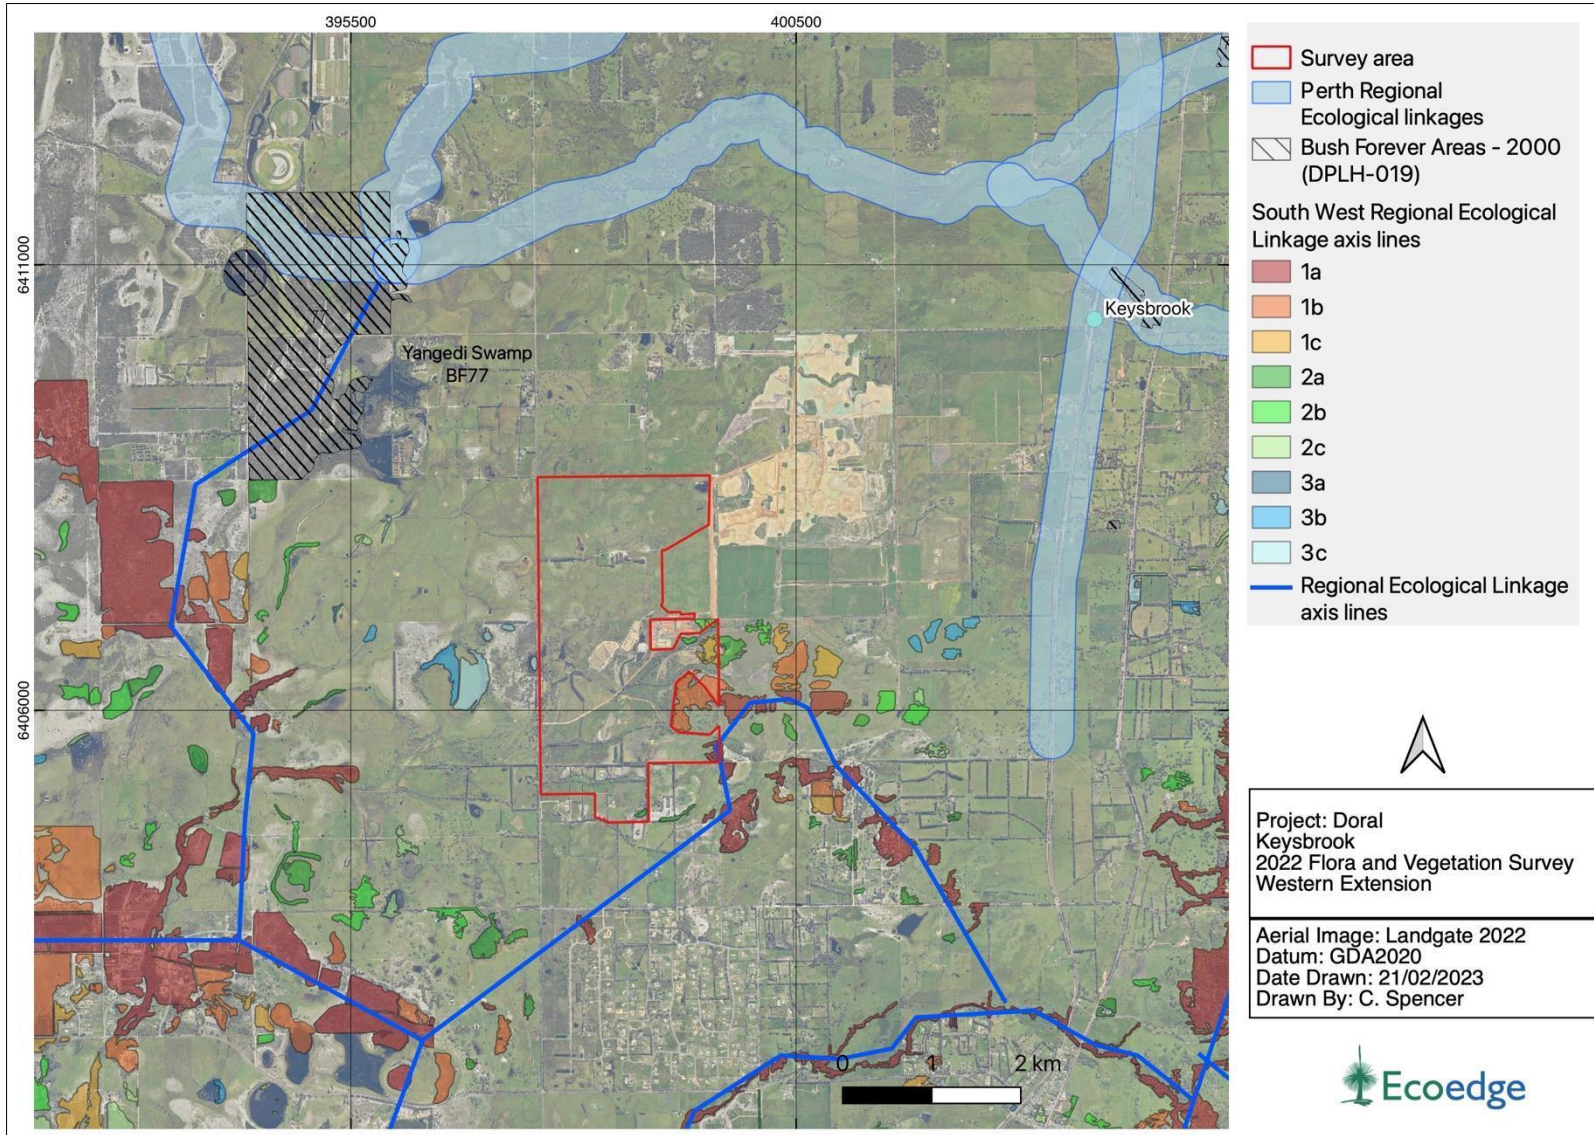 395500
400500
6411000
6406000
Yangedi Swamp
BF77
Keysbrook
0 1 2 km
Survey area
Perth Regional
Ecological linkages
Bush Forever Areas - 2000
(DPLH-019)
South West Regional Ecological
Linkage axis lines
1a
1b
1c
2a
2b
2c
3a
3b
3c
Regional Ecological Linkage
axis lines
Project: Doral
Keysbrook
2022 Flora and Vegetation Survey
Western Extension
Aerial Image: Landgate 2022
Datum: GDA2020
Date Drawn: 21/02/2023
Drawn By: C. Spencer
Ecoedge